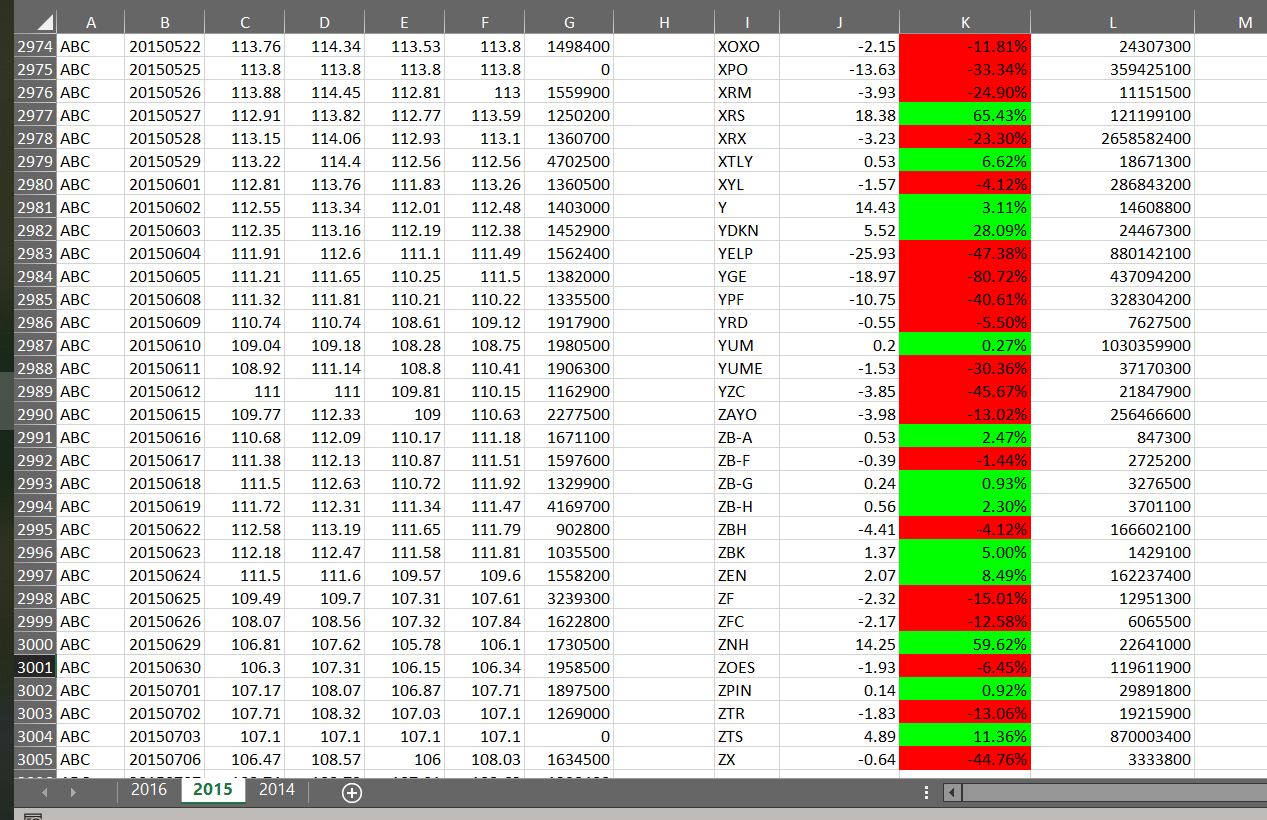 A B C D E F G H I J K L M
2974 ABC 20150522 113.76 114.34 113.53 113.8 1498400 XOXO -2.15 -11.81% 24307300
2975 ABC 20150525 113.8 113.8 113.8 113.8 0 XPO -13.63 -33.34% 359425100
2976 ABC 20150526 113.88 114.45 112.81 113 1559900 XRM -3.93 -24.90% 11151500
2977 ABC 20150527 112.91 113.82 112.77 113.59 1250200 XRS 18.38 65.43% 121199100
2978 ABC 20150528 113.15 114.06 112.93 113.1 1360700 XRX -3.23 -23.30% 2658582400
2979 ABC 20150529 113.22 114.4 112.56 112.56 4702500 XTLY 0.53 6.62% 18671300
2980 ABC 20150601 112.81 113.76 111.83 113.26 1360500 XYL -1.57 -4.12% 286843200
2981 ABC 20150602 112.55 113.34 112.01 112.48 1403000 Y 14.43 3.11% 14608800
2982 ABC 20150603 112.35 113.16 112.19 112.38 1452900 YDKN 5.52 28.09% 24467300
2983 ABC 20150604 111.91 112.6 111.1 111.49 1562400 YELP -25.93 -47.38% 880142100
2984 ABC 20150605 111.21 111.65 110.25 111.5 1382000 YGE -18.97 -80.72% 437094200
2985 ABC 20150608 111.32 111.81 110.21 110.22 1335500 YPF -10.75 -40.61% 328304200
2986 ABC 20150609 110.74 110.74 108.61 109.12 1917900 YRD -0.55 -5.50% 7627500
2987 ABC 20150610 109.04 109.18 108.28 108.75 1980500 YUM 0.2 0.27% 1030359900
2988 ABC 20150611 108.92 111.14 108.8 110.41 1906300 YUME -1.53 -30.36% 37170300
2989 ABC 20150612 111 111 109.81 110.15 1162900 YZC -3.85 -45.67% 21847900
2990 ABC 20150615 109.77 112.33 109 110.63 2277500 ZAYO -3.98 -13.02% 256466600
2991 ABC 20150616 110.68 112.09 110.17 111.18 1671100 ZB-A 0.53 2.47% 847300
2992 ABC 20150617 111.38 112.13 110.87 111.51 1597600 ZB-F -0.39 -1.44% 2725200
2993 ABC 20150618 111.5 112.63 110.72 111.92 1329900 ZB-G 0.24 0.93% 3276500
2994 ABC 20150619 111.72 112.31 111.34 111.47 4169700 ZB-H 0.56 2.30% 3701100
2995 ABC 20150622 112.58 113.19 111.65 111.79 902800 ZBH -4.41 -4.12% 166602100
2996 ABC 20150623 112.18 112.47 111.58 111.81 1035500 ZBK 1.37 5.00% 1429100
2997 ABC 20150624 111.5 111.6 109.57 109.6 1558200 ZEN 2.07 8.49% 162237400
2998 ABC 20150625 109.49 109.7 107.31 107.61 3239300 ZF -2.32 -15.01% 12951300
2999 ABC 20150626 108.07 108.56 107.32 107.84 1622800 ZFC -2.17 -12.58% 6065500
3000 ABC 20150629 106.81 107.62 105.78 106.1 1730500 ZNH 14.25 59.62% 22641000
3001 ABC 20150630 106.3 107.31 106.15 106.34 1958500 ZOES -1.93 -6.45% 119611900
3002 ABC 20150701 107.17 108.07 106.87 107.71 1897500 ZPIN 0.14 0.92% 29891800
3003 ABC 20150702 107.71 108.32 107.03 107.1 1269000 ZTR -1.83 -13.06% 19215900
3004 ABC 20150703 107.1 107.1 107.1 107.1 0 ZTS 4.89 11.36% 870003400
3005 ABC 20150706 106.47 108.57 106 108.03 1634500 ZX -0.64 -44.76% 3333800
2016 2015 2014